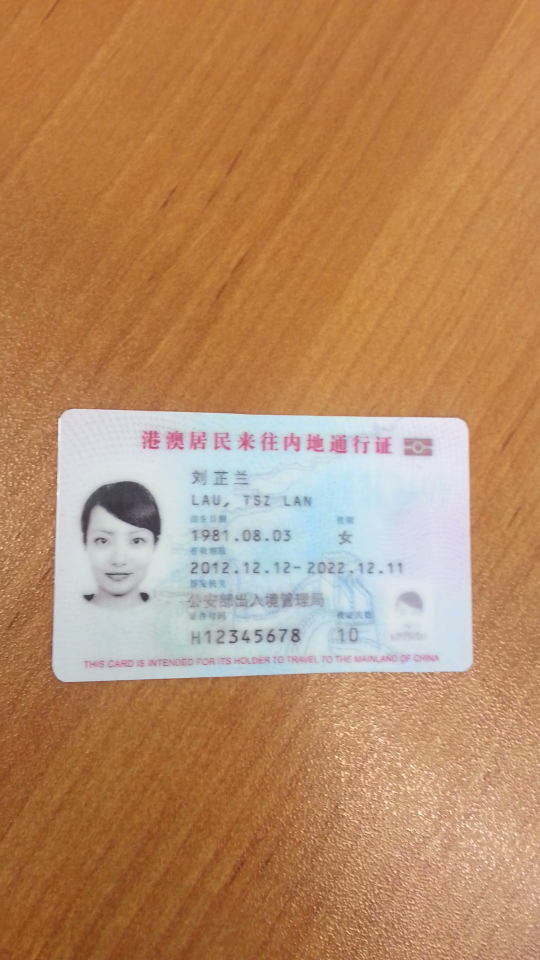 港澳居民来往内地通行证
刘芷兰
LAU, TSZ LAN
出生日期 性别
1981.08.03 女
有效期限
2012.12.12-2022.12.11
签发机关
公安部出入境管理局
证件号码 换证次数
H12345678 10
THIS CARD IS INTENDED FOR ITS HOLDER TO TRAVEL TO THE MAINLAND OF CHINA